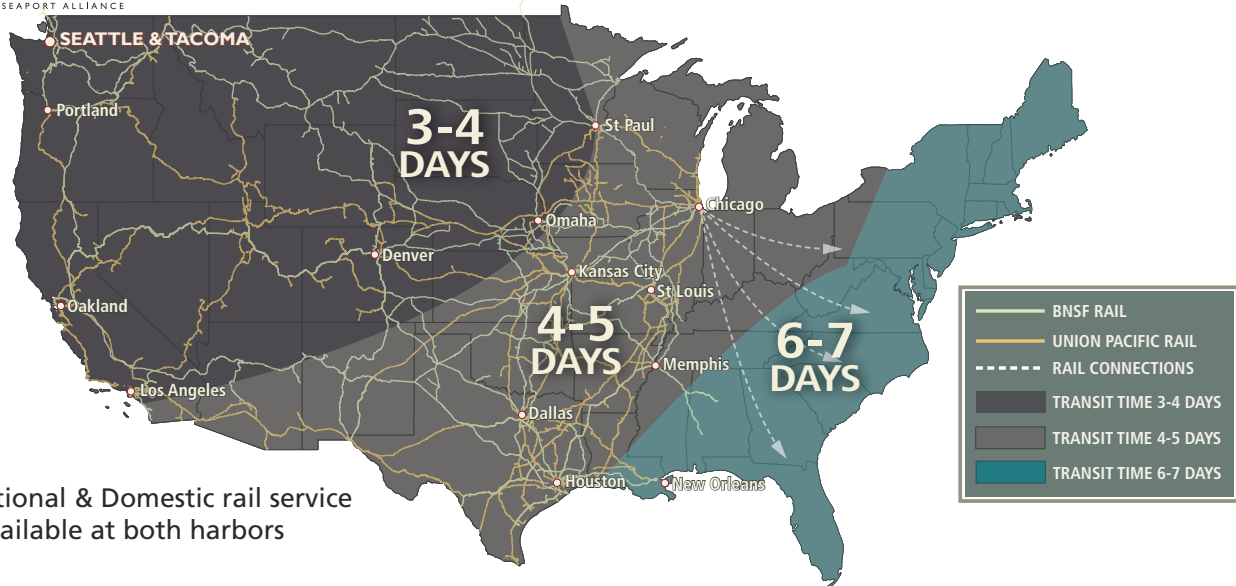 SEAPORT ALLIANCE
SEATTLE & TACOMA
Portland
3-4
DAYS
St Paul
Chicago
Omaha
Denver
Kansas City
St Louis
Oakland
4-5
DAYS
6-7
DAYS
Memphis
Los Angeles
Dallas
Houston
New Orleans
BNSF RAIL
UNION PACIFIC RAIL
RAIL CONNECTIONS
TRANSIT TIME 3-4 DAYS
TRANSIT TIME 4-5 DAYS
TRANSIT TIME 6-7 DAYS
tional & Domestic rail service
ailable at both harbors